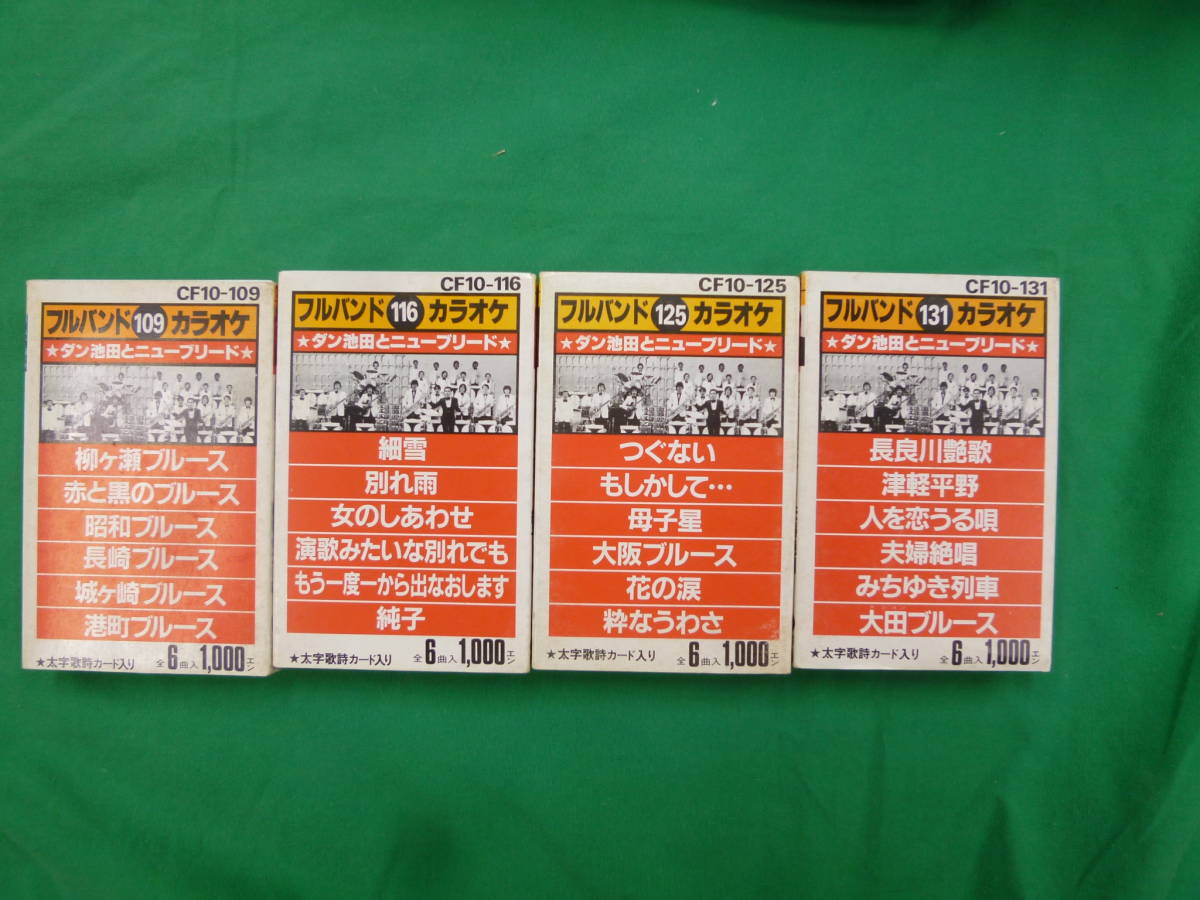 CF10-109
フルバンド 109 カラオケ
★ダン池田とニューブリード★
柳ヶ瀬ブルース
赤と黒のブルース
昭和ブルース
長崎ブルース
城ヶ崎ブルース
港町ブルース
★太字歌詩カード入り 全6曲入 1,000エン
CF10-116
フルバンド 116 カラオケ
★ダン池田とニューブリード★
細雪
別れ雨
女のしあわせ
演歌みたいな別れでも
もう一度一から出なおします
純子
★太字歌詩カード入り 全6曲入 1,000エン
CF10-125
フルバンド 125 カラオケ
★ダン池田とニューブリード★
つぐない
もしかして…
母子星
大阪ブルース
花の涙
粋なうわさ
★太字歌詩カード入り 全6曲入 1,000エン
CF10-131
フルバンド 131 カラオケ
★ダン池田とニューブリード★
長良川艶歌
津軽平野
人を恋うる唄
夫婦絶唱
みちゆき列車
大田ブルース
★太字歌詩カード入り 全6曲入 1,000エン